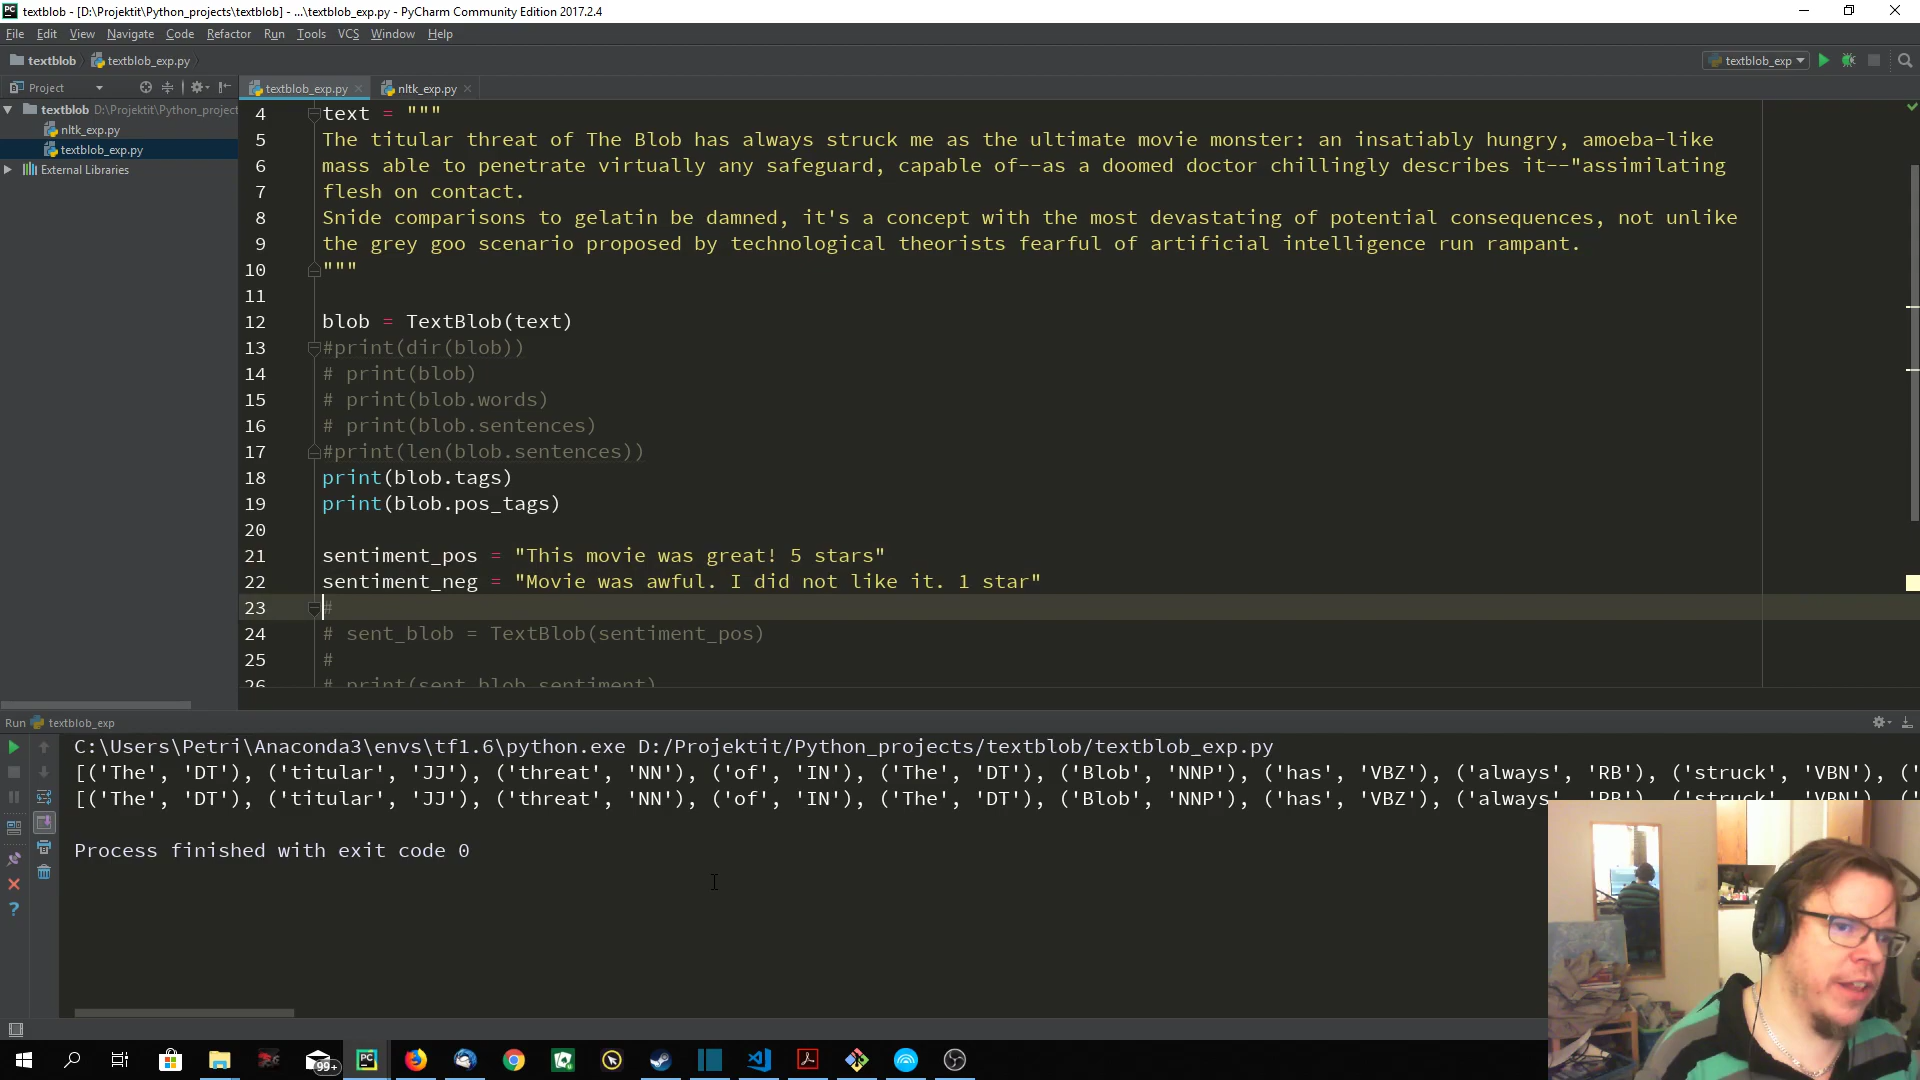 textblob - [D:\Projektit\Python_projects\textblob] - ...\textblob_exp.py - PyCharm Community Edition 2017.2.4
File Edit View Navigate Code Refactor Run Tools VCS Window Help
textblob textblob_exp.py textblob_exp
Project
textblob_exp.py nltk_exp.py
textblob D:\Projektit\Python_project
nltk_exp.py
textblob_exp.py
External Libraries
4 text = """
5 The titular threat of The Blob has always struck me as the ultimate movie monster: an insatiably hungry, amoeba-like
6 mass able to penetrate virtually any safeguard, capable of--as a doomed doctor chillingly describes it--"assimilating
7 flesh on contact.
8 Snide comparisons to gelatin be damned, it's a concept with the most devastating of potential consequences, not unlike
9 the grey goo scenario proposed by technological theorists fearful of artificial intelligence run rampant.
10 """
11
12 blob = TextBlob(text)
13 #print(dir(blob))
14 # print(blob)
15 # print(blob.words)
16 # print(blob.sentences)
17 #print(len(blob.sentences))
18 print(blob.tags)
19 print(blob.pos_tags)
20
21 sentiment_pos = "This movie was great! 5 stars"
22 sentiment_neg = "Movie was awful. I did not like it. 1 star"
23 #
24 # sent_blob = TextBlob(sentiment_pos)
25 #
26 # print(sent_blob.sentiment)
Run textblob_exp
C:\Users\Petri\Anaconda3\envs\tf1.6\python.exe D:/Projektit/Python_projects/textblob/textblob_exp.py
[('The', 'DT'), ('titular', 'JJ'), ('threat', 'NN'), ('of', 'IN'), ('The', 'DT'), ('Blob', 'NNP'), ('has', 'VBZ'), ('always', 'RB'), ('struck', 'VBN'), ('
[('The', 'DT'), ('titular', 'JJ'), ('threat', 'NN'), ('of', 'IN'), ('The', 'DT'), ('Blob', 'NNP'), ('has', 'VBZ'), ('always', 'RB'), ('struck', 'VBN'), ('
Process finished with exit code 0
99+